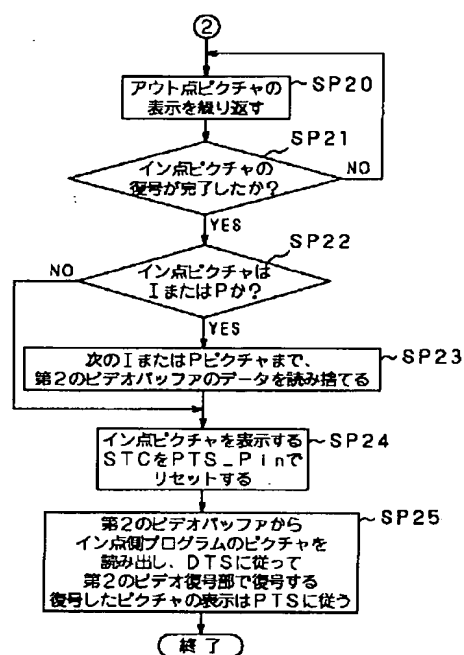 ②
アウト点ピクチャの
表示を繰り返す
SP20
SP21
イン点ピクチャの
復号が完了したか?
NO
YES
SP22
NO
イン点ピクチャは
IまたはPか?
YES
次のIまたはPピクチャまで、
第2のビデオバッファのデータを読み捨てる
SP23
イン点ピクチャを表示する
STCをPTS_Pinで
リセットする
SP24
第2のビデオバッファから
イン点側プログラムのピクチャを
読み出し、DTSに従って
第2のビデオ復号部で復号する
復号したピクチャの表示はPTSに従う
SP25
終了